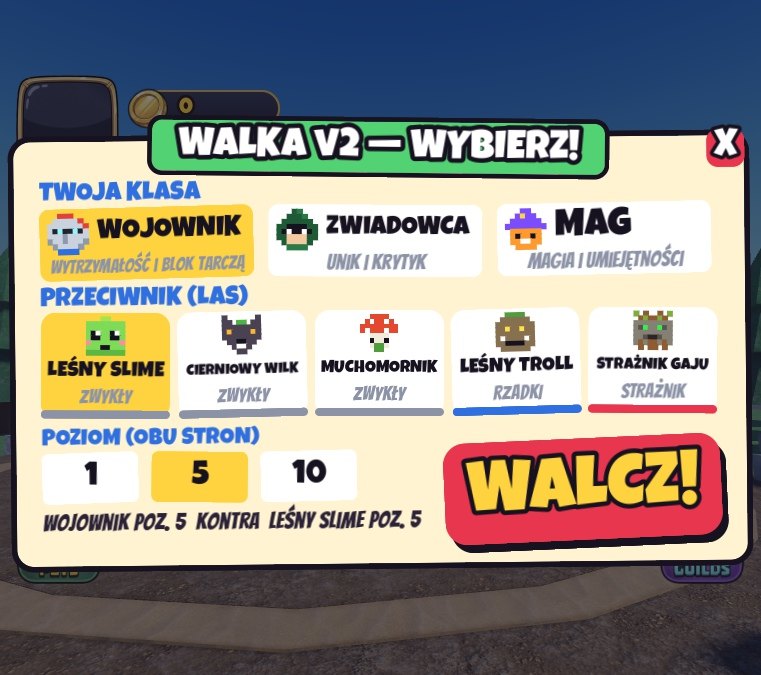 0
WALKA V2 — WYBIERZ!
X
TWOJA KLASA
WOJOWNIK
WYTRZYMAŁOŚĆ I BLOK TARCZĄ
ZWIADOWCA
UNIK I KRYTYK
MAG
MAGIA I UMIEJĘTNOŚCI
PRZECIWNIK (LAS)
LEŚNY SLIME
ZWYKŁY
CIERNIOWY WILK
ZWYKŁY
MUCHOMORNIK
ZWYKŁY
LEŚNY TROLL
RZADKI
STRAŻNIK GAJU
STRAŻNIK
POZIOM (OBU STRON)
1
5
10
WALCZ!
WOJOWNIK POZ. 5 KONTRA LEŚNY SLIME POZ. 5
GUILDS